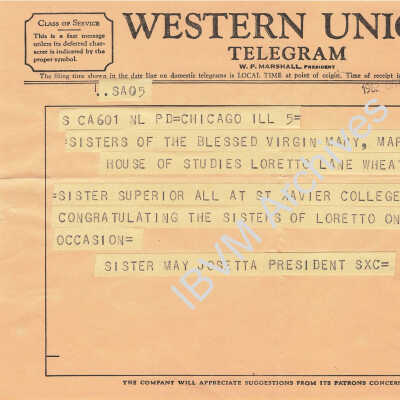 CLASS OF SERVICE
This is a fast message
unless its deferred char-
acter is indicated by the
proper symbol.
WESTERN UNIO
TELEGRAM
W. P. MARSHALL, PRESIDENT
The filing time shown in the date line on domestic telegrams is LOCAL TIME at point of origin. Time of receipt is
SA05
S CA601 NL PD=CHICAGO ILL 5=
=SISTERS OF THE BLESSED VIRGIN MARY, MAR
HOUSE OF STUDIES LORETTO LANE WHEA
=SISTER SUPERIOR ALL AT ST XAVIER COLLEGE
CONGRATULATING THE SISTERS OF LORETTO ON
OCCASION=
SISTER MAY JOSETTA PRESIDENT SXC=
IBVM Archives
THE COMPANY WILL APPRECIATE SUGGESTIONS FROM ITS PATRONS C